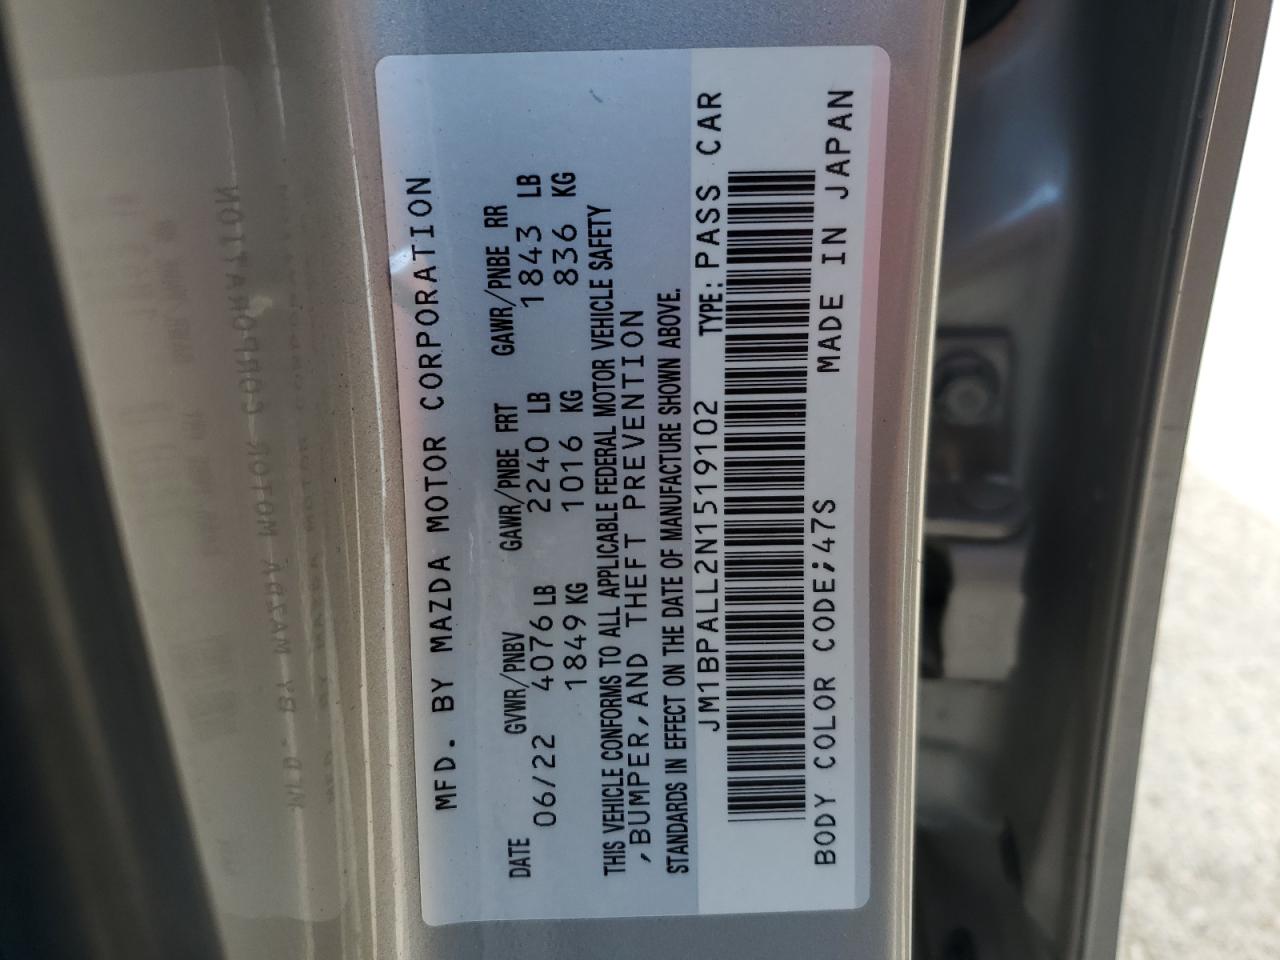 MFD. BY MAZDA MOTOR CORPORATION
DATE GVWR/PNBV GAWR/PNBE FRT GAWR/PNBE RR
06/22 4076 LB 2240 LB 1843 LB
1849 KG 1016 KG 836 KG
THIS VEHICLE CONFORMS TO ALL APPLICABLE FEDERAL MOTOR VEHICLE SAFETY
,BUMPER,AND THEFT PREVENTION
STANDARDS IN EFFECT ON THE DATE OF MANUFACTURE SHOWN ABOVE.
JM1BPALL2N1519102 TYPE: PASS CAR
BODY COLOR CODE;47S MADE IN JAPAN